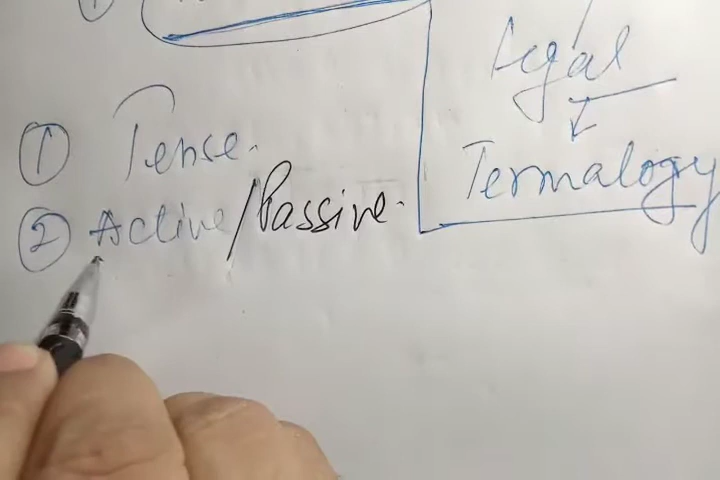 ① Tense.
② Active/Passive.
Legal
Termalogy